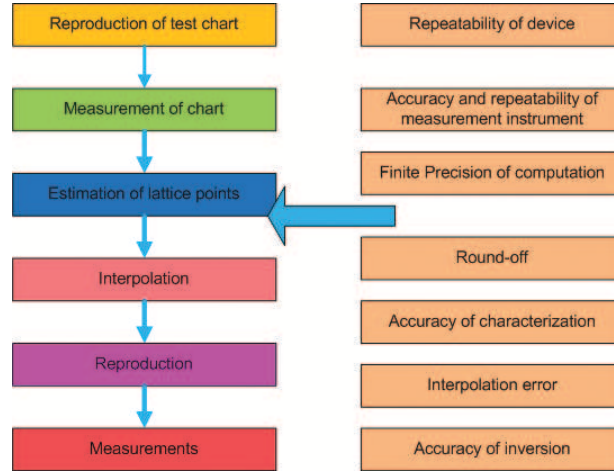 Reproduction of test chart
Measurement of chart
Estimation of lattice points
Interpolation
Reproduction
Measurements
Repeatability of device
Accuracy and repeatability of
measurement instrument
Finite Precision of computation
Round-off
Accuracy of characterization
Interpolation error
Accuracy of inversion